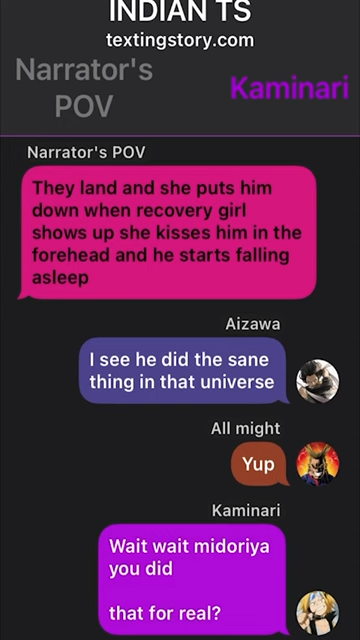 INDIAN TS
textingstory.com
Narrator's
POV
Kaminari
Narrator's POV
They land and she puts him
down when recovery girl
shows up she kisses him in the
forehead and he starts falling
asleep
Aizawa
I see he did the sane
thing in that universe
All might
Yup
Kaminari
Wait wait midoriya
you did
that for real?